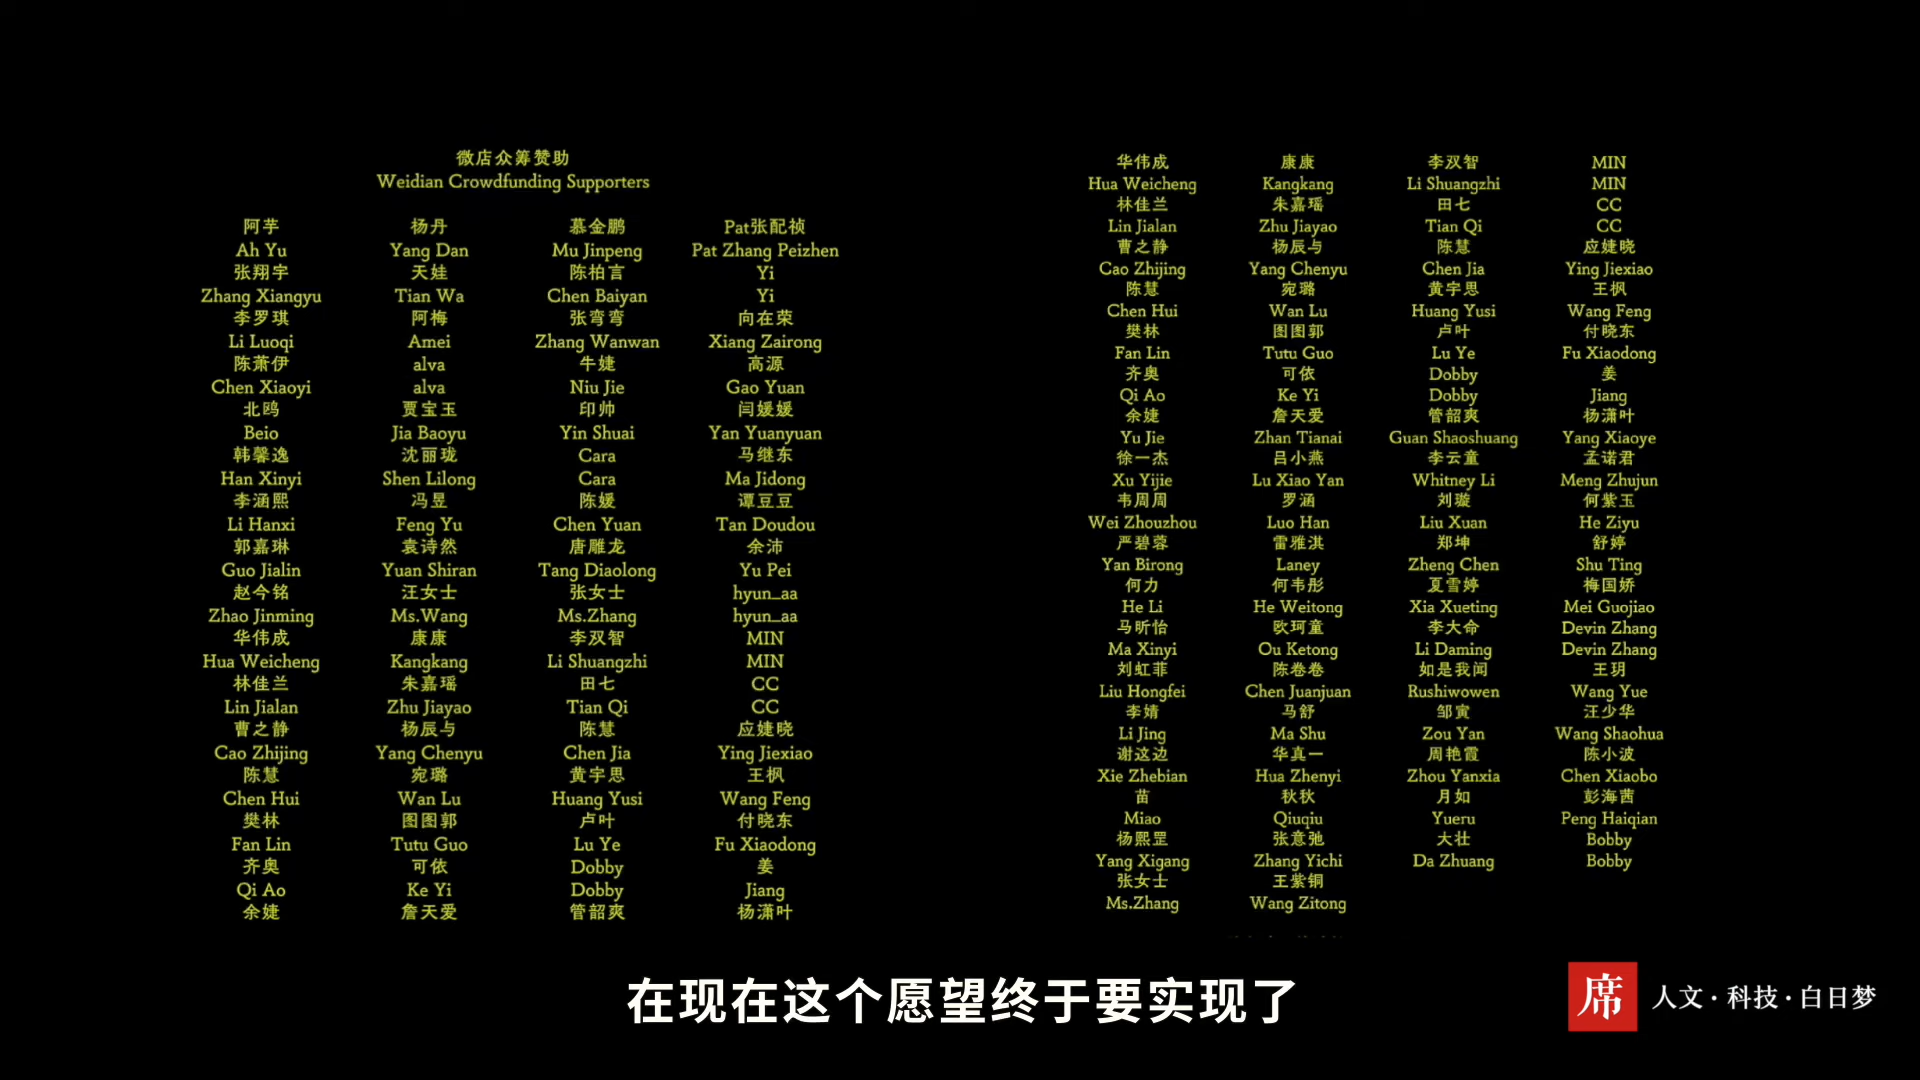 微店众筹赞助
Weidian Crowdfunding Supporters
阿芋 杨丹 慕金鹏 Pat张配祯
Ah Yu Yang Dan Mu Jinpeng Pat Zhang Peizhen
张翔宇 天娃 陈柏言 Yi
Zhang Xiangyu Tian Wa Chen Baiyan Yi
李罗琪 阿梅 张弯弯 向在荣
Li Luoqi Amei Zhang Wanwan Xiang Zairong
陈萧伊 alva 牛婕 高源
Chen Xiaoyi alva Niu Jie Gao Yuan
北鸥 贾宝玉 印帅 闫媛媛
Beio Jia Baoyu Yin Shuai Yan Yuanyuan
韩馨逸 沈丽珑 Cara 马继东
Han Xinyi Shen Lilong Cara Ma Jidong
李涵熙 冯昱 陈媛 谭豆豆
Li Hanxi Feng Yu Chen Yuan Tan Doudou
郭嘉琳 袁诗然 唐雕龙 余沛
Guo Jialin Yuan Shiran Tang Diaolong Yu Pei
赵今铭 汪女士 张女士 hyun_aa
Zhao Jinming Ms.Wang Ms.Zhang hyun_aa
华伟成 康康 李双智 MIN
Hua Weicheng Kangkang Li Shuangzhi MIN
林佳兰 朱嘉瑶 田七 CC
Lin Jialan Zhu Jiayao Tian Qi CC
曹之静 杨辰与 陈慧 应婕晓
Cao Zhijing Yang Chenyu Chen Jia Ying Jiexiao
陈慧 宛璐 黄宇思 王枫
Chen Hui Wan Lu Huang Yusi Wang Feng
樊林 图图郭 卢叶 付晓东
Fan Lin Tutu Guo Lu Ye Fu Xiaodong
齐奥 可依 Dobby 姜
Qi Ao Ke Yi Dobby Jiang
余婕 詹天爱 管韶爽 杨潇叶
华伟成 康康 李双智 MIN
Hua Weicheng Kangkang Li Shuangzhi MIN
林佳兰 朱嘉瑶 田七 CC
Lin Jialan Zhu Jiayao Tian Qi CC
曹之静 杨辰与 陈慧 应婕晓
Cao Zhijing Yang Chenyu Chen Jia Ying Jiexiao
陈慧 宛璐 黄宇思 王枫
Chen Hui Wan Lu Huang Yusi Wang Feng
樊林 图图郭 卢叶 付晓东
Fan Lin Tutu Guo Lu Ye Fu Xiaodong
齐奥 可依 Dobby 姜
Qi Ao Ke Yi Dobby Jiang
余婕 詹天爱 管韶爽 杨潇叶
Yu Jie Zhan Tianai Guan Shaoshuang Yang Xiaoye
徐一杰 吕小燕 李云童 孟诺君
Xu Yijie Lu Xiao Yan Whitney Li Meng Zhujun
韦周周 罗涵 刘璇 何紫玉
Wei Zhouzhou Luo Han Liu Xuan He Ziyu
严碧蓉 雷雅淇 郑坤 舒婷
Yan Birong Laney Zheng Chen Shu Ting
何力 何韦彤 夏雪婷 梅国娇
He Li He Weitong Xia Xueting Mei Guojiao
马昕怡 欧珂童 李大命 Devin Zhang
Ma Xinyi Ou Ketong Li Daming Devin Zhang
刘虹菲 陈卷卷 如是我闻 王玥
Liu Hongfei Chen Juanjuan Rushiwowen Wang Yue
李婧 马舒 邹寅 汪少华
Li Jing Ma Shu Zou Yan Wang Shaohua
谢这边 华真一 周艳霞 陈小波
Xie Zhebian Hua Zhenyi Zhou Yanxia Chen Xiaobo
苗 秋秋 月如 彭海茜
Miao Qiuqiu Yueru Peng Haiqian
杨熙罡 张意弛 大壮 Bobby
Yang Xigang Zhang Yichi Da Zhuang Bobby
张女士 王紫铜
Ms.Zhang Wang Zitong
在现在这个愿望终于要实现了
席 人文·科技·白日梦